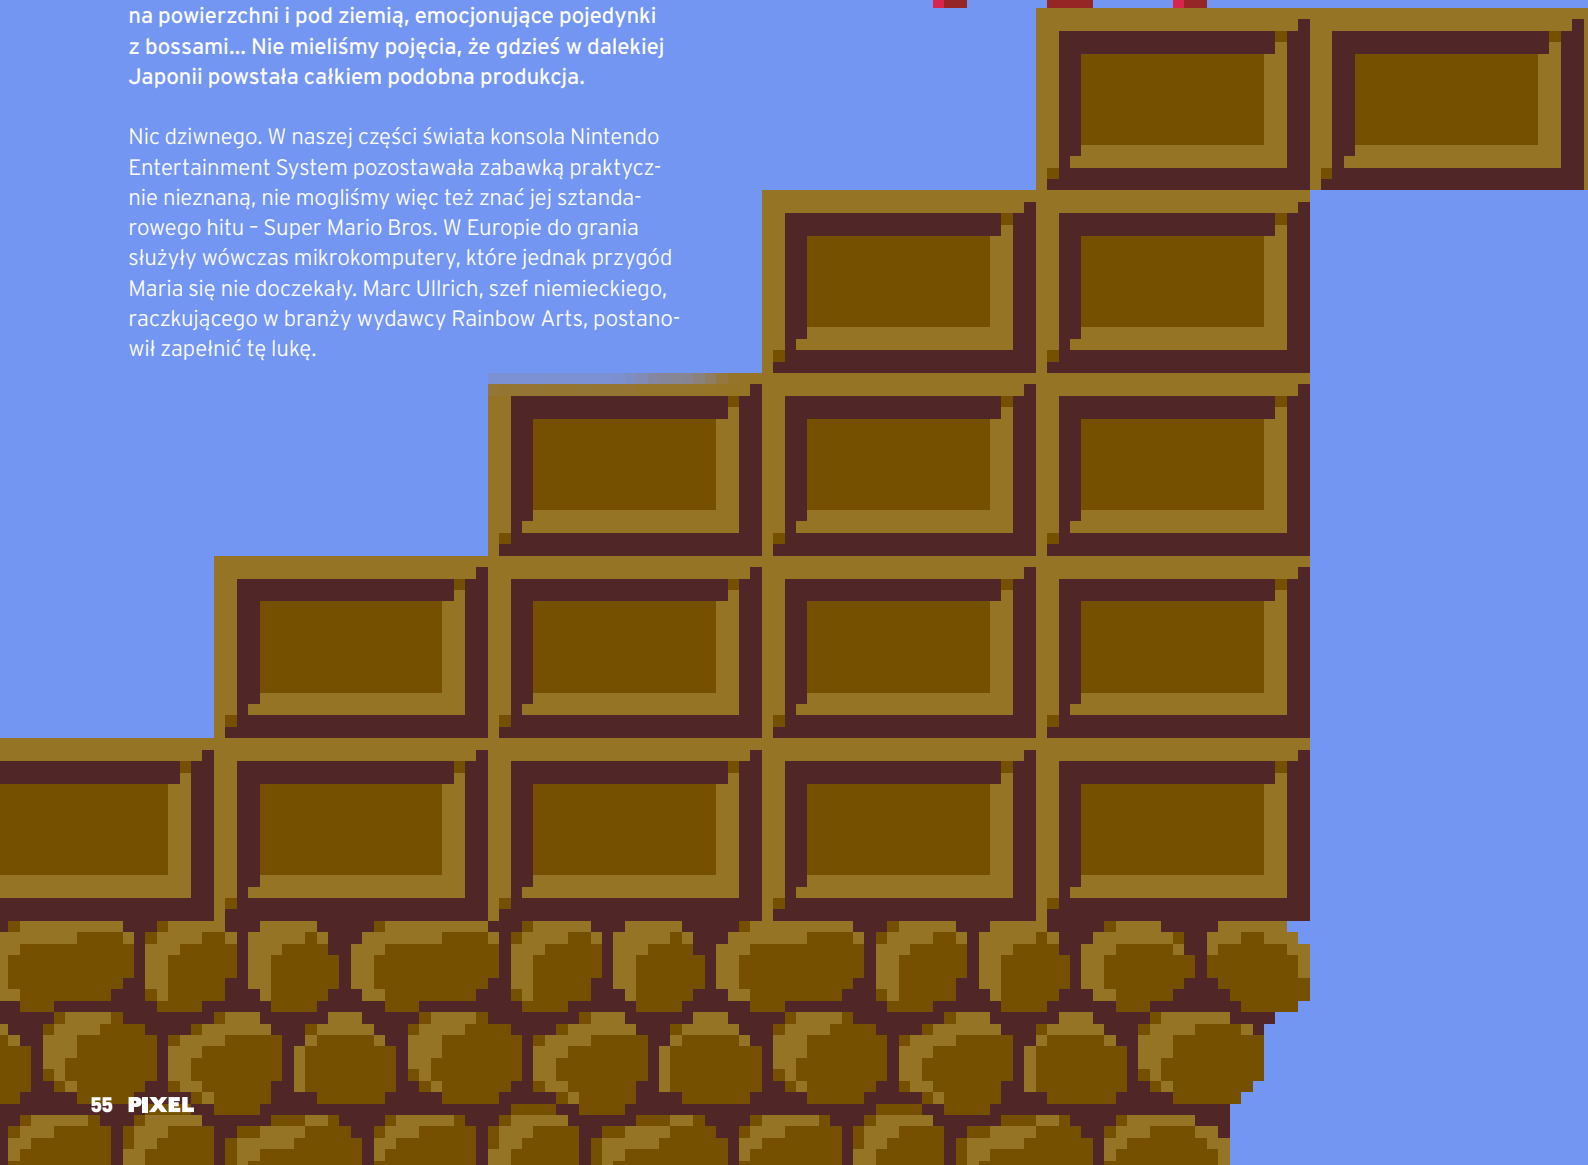 na powierzchni i pod ziemią, emocjonujące pojedynki
z bossami... Nie mieliśmy pojęcia, że gdzieś w dalekiej
Japonii powstała całkiem podobna produkcja.
Nic dziwnego. W naszej części świata konsola Nintendo
Entertainment System pozostawała zabawką praktycz-
nie nieznaną, nie mogliśmy więc też znać jej sztanda-
rowego hitu – Super Mario Bros. W Europie do grania
służyły wówczas mikrokomputery, które jednak przygód
Maria się nie doczekały. Marc Ullrich, szef niemieckiego,
raczkującego w branży wydawcy Rainbow Arts, postano-
wił zapełnić tę lukę.
55 PIXEL